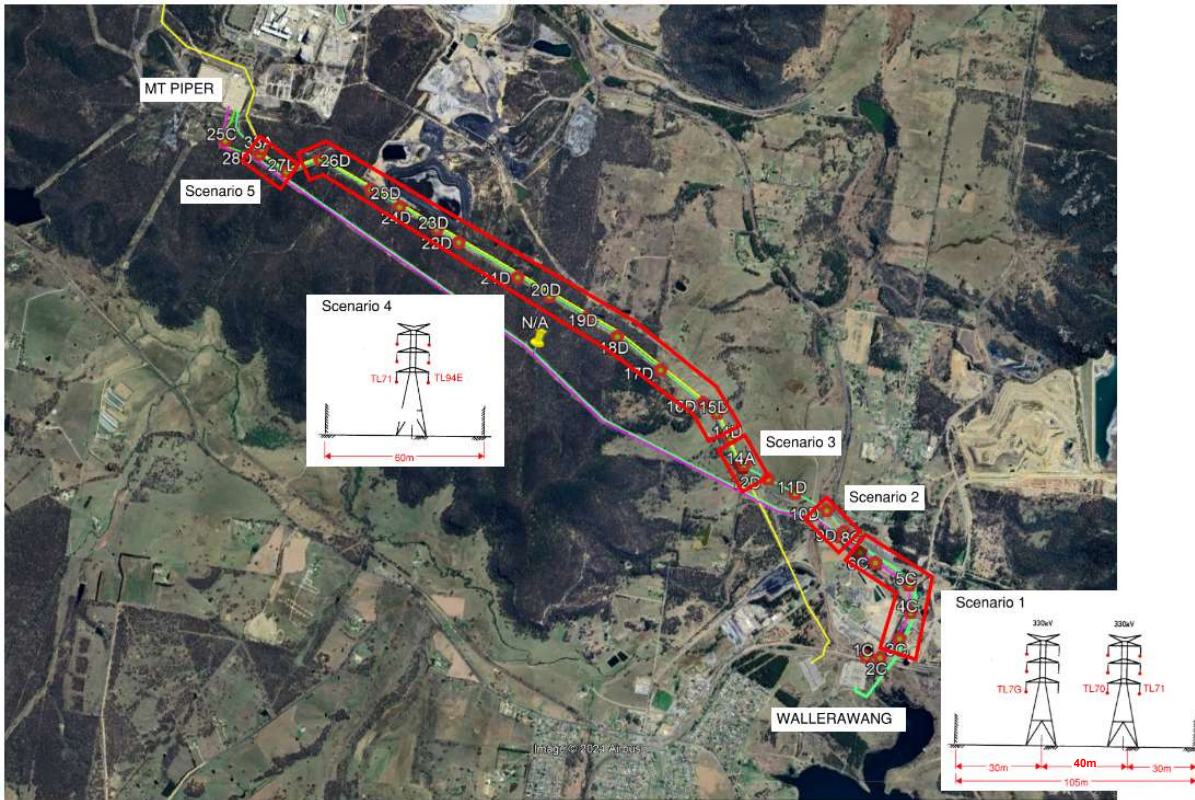 MT PIPER
25C
33A
28D
27D
26D
Scenario 5
25D
24D
23D
22D
21D
20D
Scenario 4
N/A
19D
18D
TL71 TL94E
17D
16D 15D
60m
Scenario 3
14A
12D
11D
Scenario 2
10D
9D 8C
6C
5C
Scenario 1
4C
330kV 330kV
3C
1C
2C
TL7G TL70 TL71
WALLERAWANG
Image © 2024 Airbus
30m 40m 30m
105m